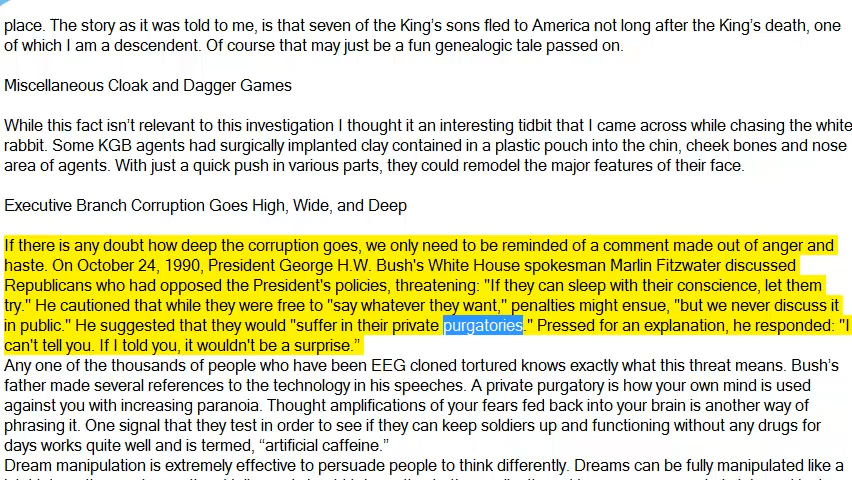 place. The story as it was told to me, is that seven of the King’s sons fled to America not long after the King’s death, one
of which I am a descendent. Of course that may just be a fun genealogic tale passed on.
Miscellaneous Cloak and Dagger Games
While this fact isn’t relevant to this investigation I thought it an interesting tidbit that I came across while chasing the white
rabbit. Some KGB agents had surgically implanted clay contained in a plastic pouch into the chin, cheek bones and nose
area of agents. With just a quick push in various parts, they could remodel the major features of their face.
Executive Branch Corruption Goes High, Wide, and Deep
If there is any doubt how deep the corruption goes, we only need to be reminded of a comment made out of anger and
haste. On October 24, 1990, President George H.W. Bush's White House spokesman Marlin Fitzwater discussed
Republicans who had opposed the President's policies, threatening: "If they can sleep with their conscience, let them
try." He cautioned that while they were free to "say whatever they want," penalties might ensue, "but we never discuss it
in public." He suggested that they would "suffer in their private purgatories." Pressed for an explanation, he responded: "I
can't tell you. If I told you, it wouldn't be a surprise.”
Any one of the thousands of people who have been EEG cloned tortured knows exactly what this threat means. Bush’s
father made several references to the technology in his speeches. A private purgatory is how your own mind is used
against you with increasing paranoia. Thought amplifications of your fears fed back into your brain is another way of
phrasing it. One signal that they test in order to see if they can keep soldiers up and functioning without any drugs for
days works quite well and is termed, “artificial caffeine.”
Dream manipulation is extremely effective to persuade people to think differently. Dreams can be fully manipulated like a